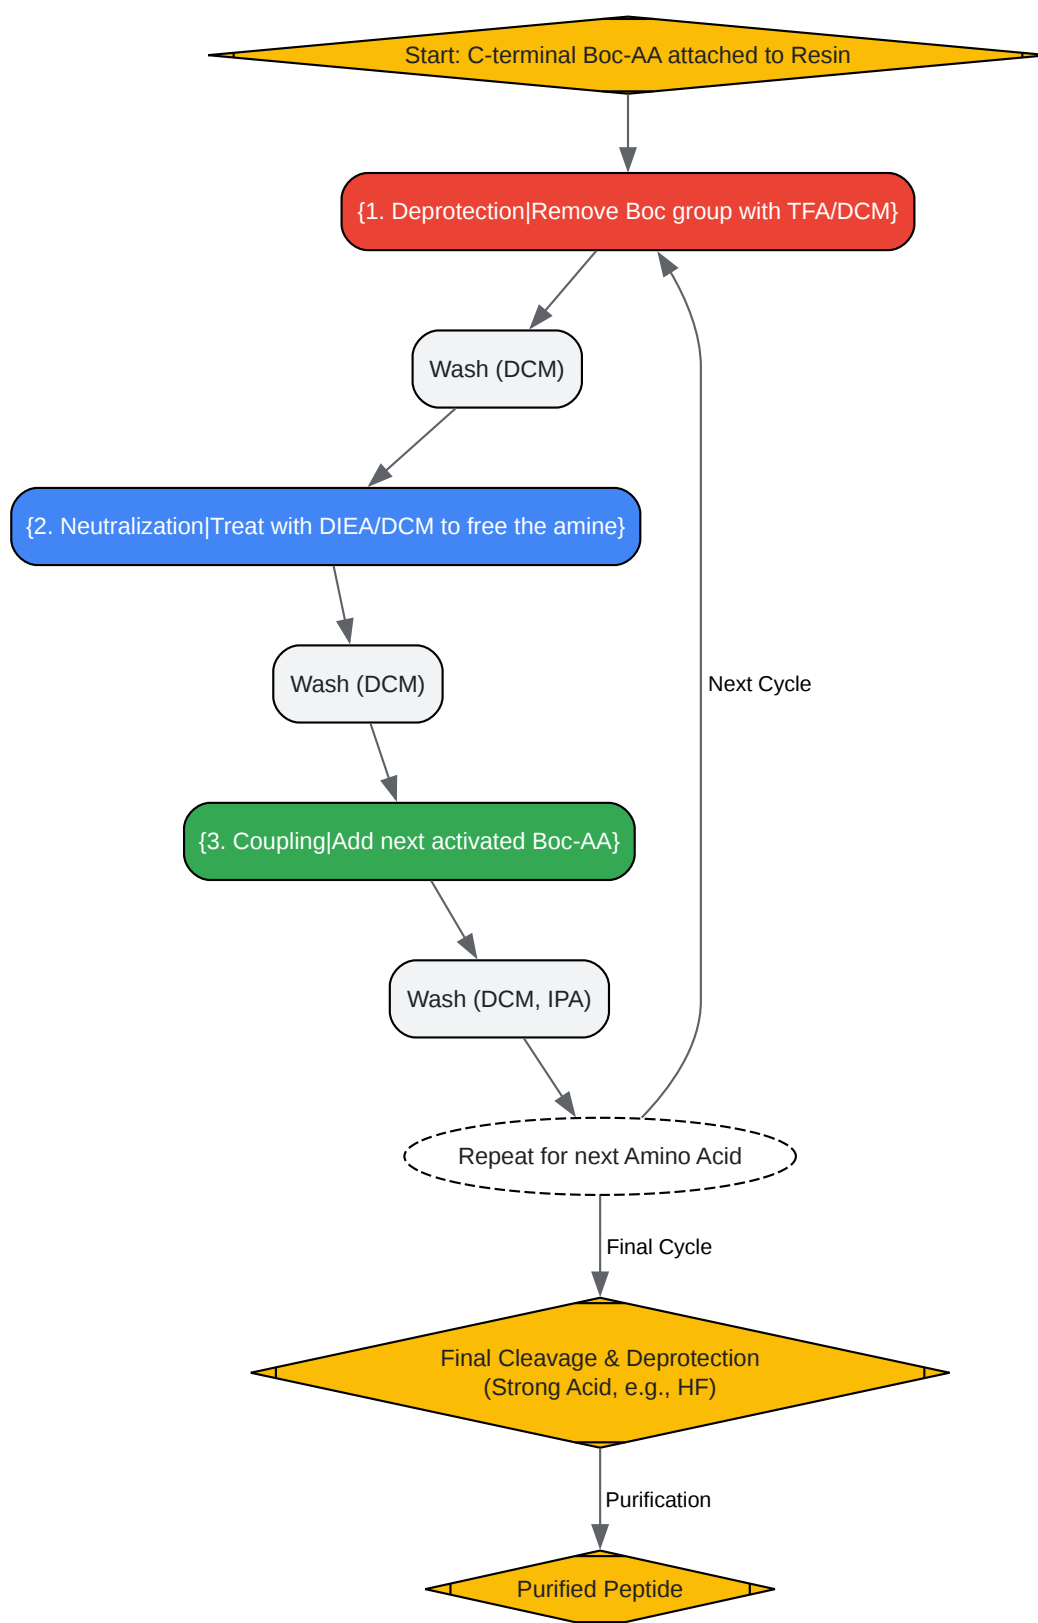 Start: C-terminal Boc-AA attached to Resin
{1. Deprotection|Remove Boc group with TFA/DCM}
Wash (DCM)
{2. Neutralization|Treat with DIEA/DCM to free the amine}
Wash (DCM)
Next Cycle
{3. Coupling|Add next activated Boc-AA}
Wash (DCM, IPA)
Repeat for next Amino Acid
Final Cycle
Final Cleavage & Deprotection
(Strong Acid, e.g., HF)
Purification
Purified Peptide